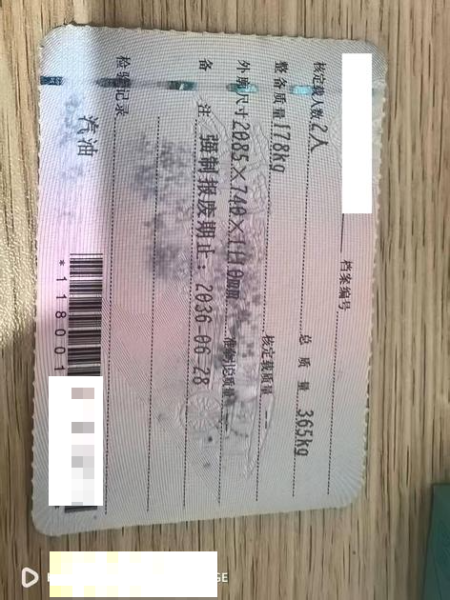 档案编号
核定载人数 2人 总质量 365kg
整备质量 178kg 核定载质量
外廓尺寸 2085×740×1110mm 准牵引总质量
备注 强制报废期止：2036-06-28
检验记录
汽油
*118001